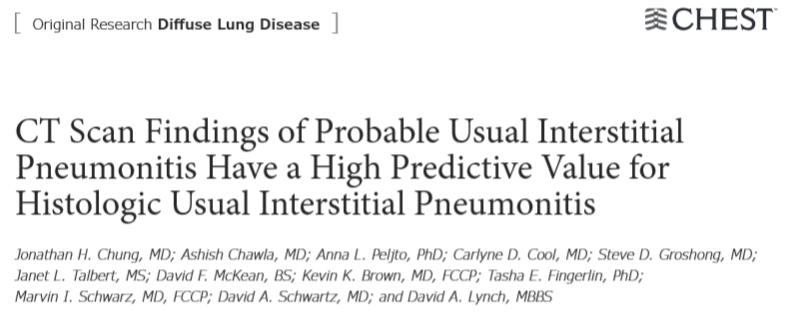 [ Original Research Diffuse Lung Disease ]
CHEST
CT Scan Findings of Probable Usual Interstitial
Pneumonitis Have a High Predictive Value for
Histologic Usual Interstitial Pneumonitis
Jonathan H. Chung, MD; Ashish Chawla, MD; Anna L. Peljto, PhD; Carlyne D. Cool, MD; Steve D. Groshong, MD;
Janet L. Talbert, MS; David F. McKean, BS; Kevin K. Brown, MD, FCCP; Tasha E. Fingerlin, PhD;
Marvin I. Schwarz, MD, FCCP; David A. Schwartz, MD; and David A. Lynch, MBBS